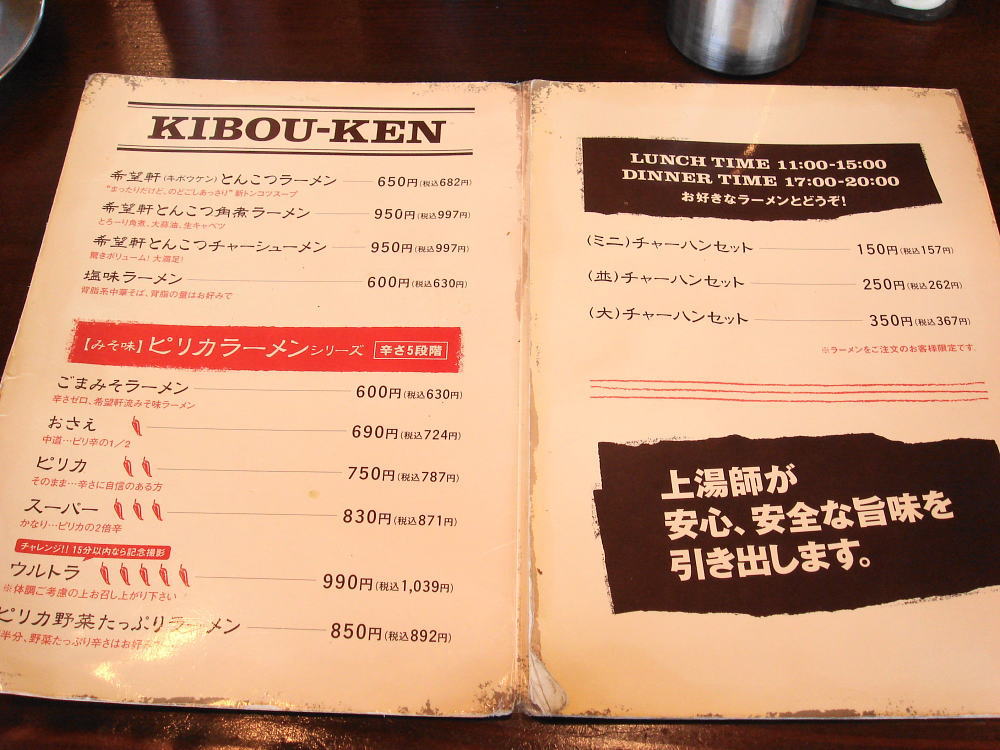 KIBOU-KEN
希望軒(キボウケン)とんこつラーメン 650円(税込682円)
"まったりだけど、のどごしあっさり" 新トンコツスープ
希望軒とんこつ角煮ラーメン 950円(税込997円)
とろーり角煮、大蒜油、生キャベツ
希望軒とんこつチャーシューメン 950円(税込997円)
驚きボリューム! 大満足!
塩味ラーメン 600円(税込630円)
背脂系中華そば、背脂の量はお好みで
【みそ味】ピリカラーメンシリーズ 辛さ5段階
ごまみそラーメン 600円(税込630円)
辛さゼロ、希望軒流みそ味ラーメン
おさえ 690円(税込724円)
中道…ピリ辛の1/2
ピリカ 750円(税込787円)
そのまま…辛さに自信のある方
スーパー 830円(税込871円)
かなり…ピリカの2倍辛
チャレンジ!! 15分以内なら記念撮影
ウルトラ 990円(税込1,039円)
※体調ご考慮の上お召し上がり下さい
ピリカ野菜たっぷりラーメン 850円(税込892円)
半分、野菜たっぷり辛さはお好み
LUNCH TIME 11:00-15:00
DINNER TIME 17:00-20:00
お好きなラーメンとどうぞ!
(ミニ)チャーハンセット 150円(税込157円)
(並)チャーハンセット 250円(税込262円)
(大)チャーハンセット 350円(税込367円)
※ラーメンをご注文のお客様限定です。
上湯師が
安心、安全な旨味を
引き出します。